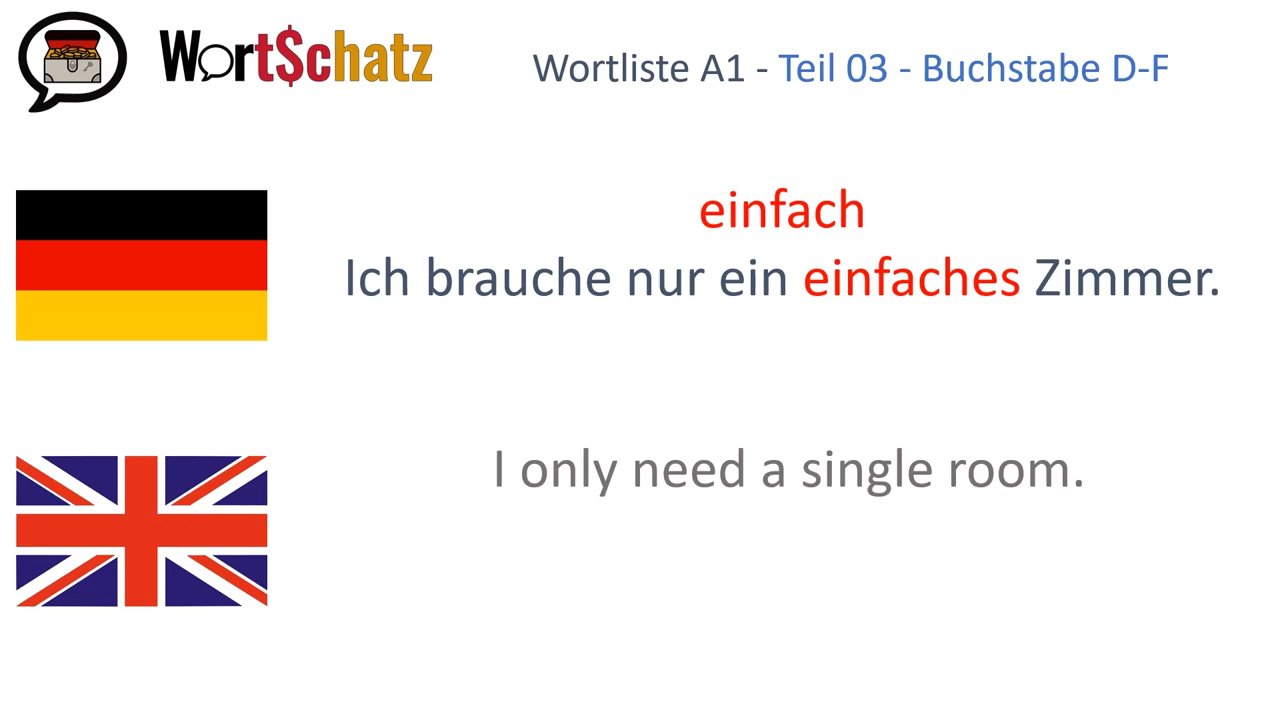 WortSchatz
Wortliste A1 - Teil 03 - Buchstabe D-F
einfach
Ich brauche nur ein einfaches Zimmer.
I only need a single room.